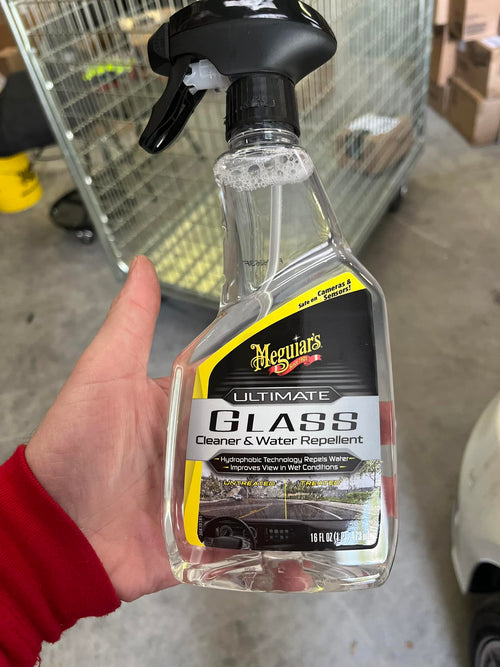 Safe on Cameras &
Sensors!
Meguiar's
ULTIMATE
GLASS
Cleaner & Water Repellent
Hydrophobic Technology Repels Water
Improves View in Wet Conditions
UNTREATED TREATED
16 FL OZ